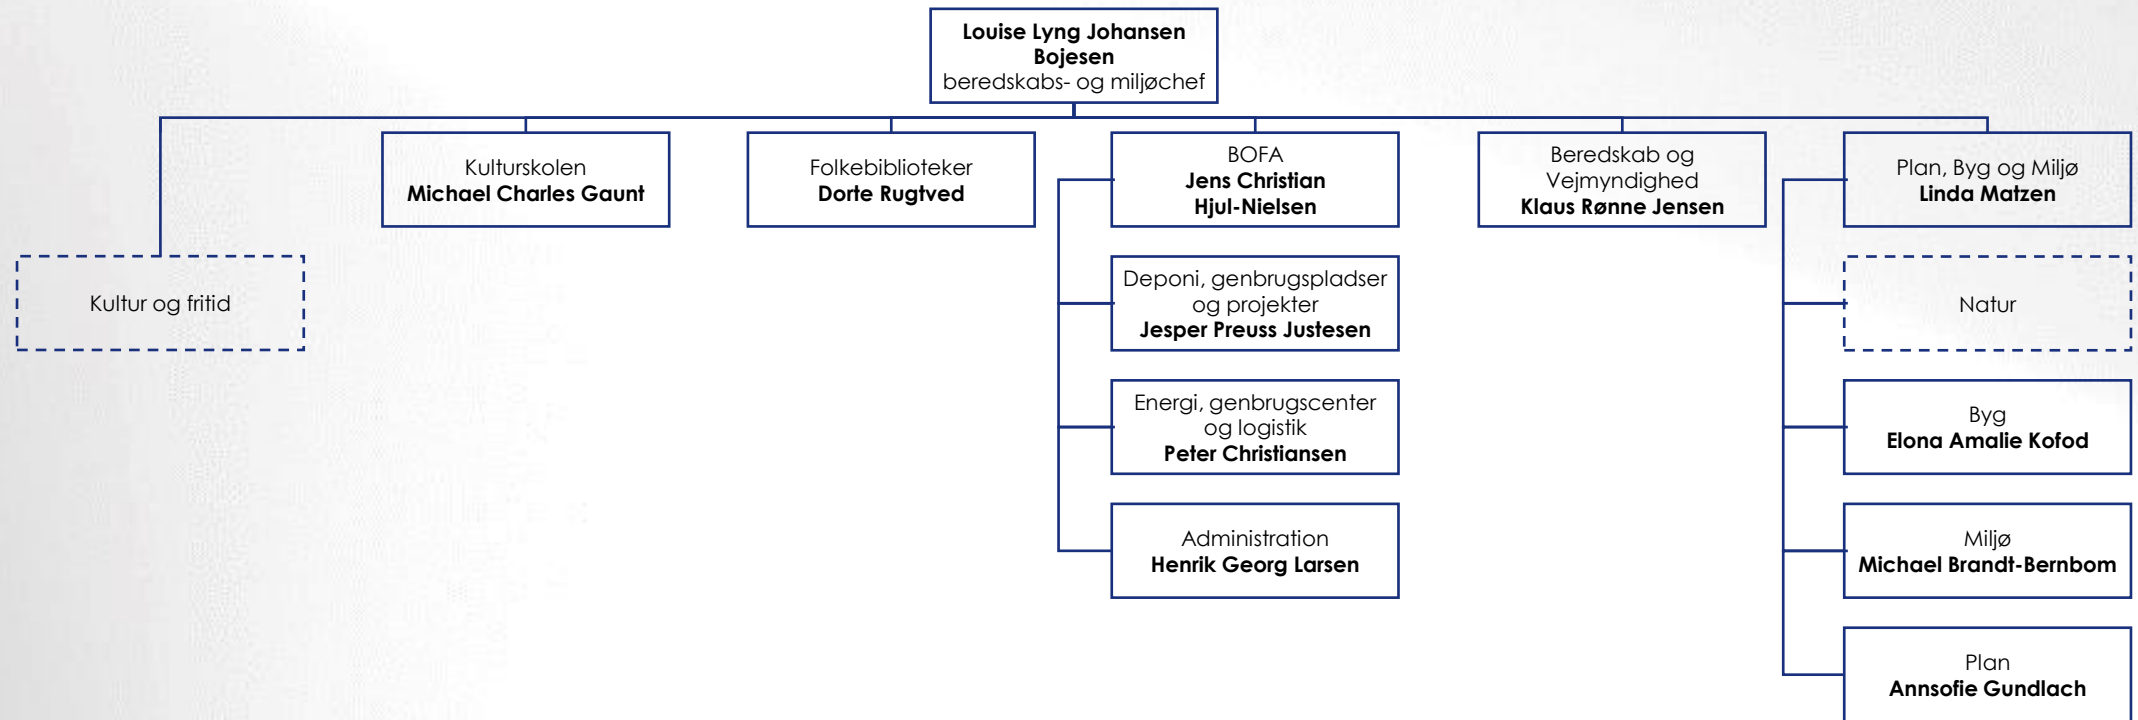 Louise Lyng Johansen
Bojesen
beredskabs- og miljøchef
Kulturskolen
Michael Charles Gaunt
Folkebiblioteker
Dorte Rugtved
BOFA
Jens Christian
Hjul-Nielsen
Beredskab og
Vejmyndighed
Klaus Rønne Jensen
Plan, Byg og Miljø
Linda Matzen
Kultur og fritid
Deponi, genbrugspladser
og projekter
Jesper Preuss Justesen
Natur
Energi, genbrugscenter
og logistik
Peter Christiansen
Byg
Elona Amalie Kofod
Administration
Henrik Georg Larsen
Miljø
Michael Brandt-Bernbom
Plan
Annsofie Gundlach